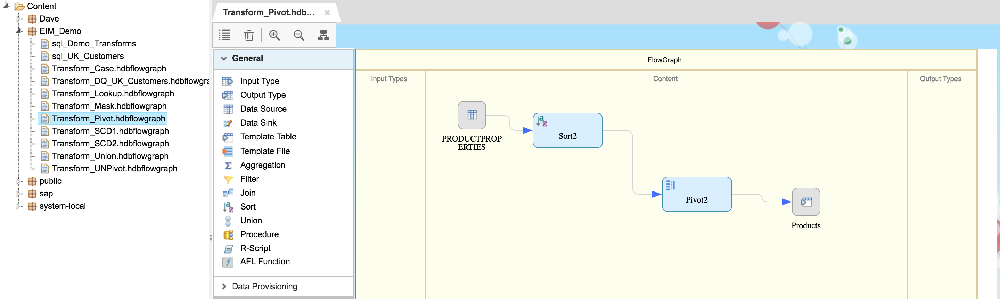 Content
Dave
EIM_Demo
sql_Demo_Transforms
sql_UK_Customers
Transform_Case.hdbflowgraph
Transform_DQ_UK_Customers.hdbflowgra
Transform_Lookup.hdbflowgraph
Transform_Mask.hdbflowgraph
Transform_Pivot.hdbflowgraph
Transform_SCD1.hdbflowgraph
Transform_SCD2.hdbflowgraph
Transform_Union.hdbflowgraph
Transform_UNPivot.hdbflowgraph
public
sap
system-local
Transform_Pivot.hdb...
General
Input Type
Output Type
Data Source
Data Sink
Template Table
Template File
Aggregation
Filter
Join
Sort
Union
Procedure
R-Script
AFL Function
Data Provisioning
FlowGraph
Input Types
Content
Output Types
PRODUCTPROP
ERTIES
Sort2
Pivot2
Products